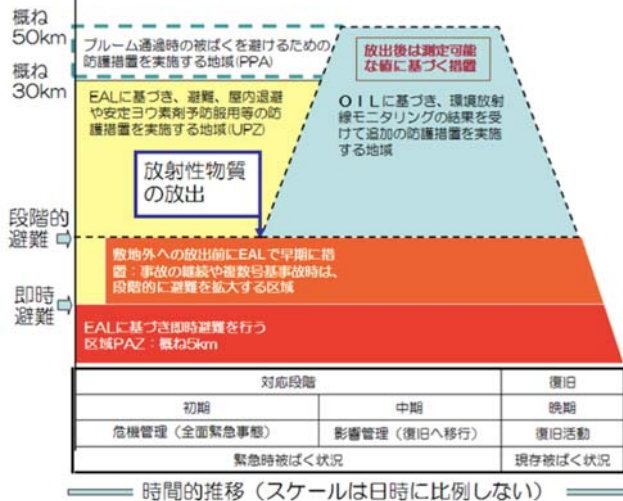 概ね
50km
ブルーム通過時の被ばくを避けるための
防護措置を実施する地域(PPA)
概ね
30km
EALに基づき、避難、屋内退避
や安定ヨウ素剤予防服用等の防
護措置を実施する地域(UPZ)
放出後は測定可能
な値に基づく措置
OILに基づき、環境放射
線モニタリングの結果を受
けて追加の防護措置を実施
する地域
放射性物質
の放出
段階的
避難
敷地外への放出前にEALで早期に措
置:事故の継続や複数号基事故時は、
段階的に避難を拡大する区域
即時
避難
EALに基づき即時避難を行う
区域PAZ:概ね5km
対応段階 復旧
初期 中期 晩期
危機管理(全面緊急事態) 影響管理(復旧へ移行) 復旧活動
緊急時被ばく状況 現存被ばく状況
時間的推移(スケールは日時に比例しない)